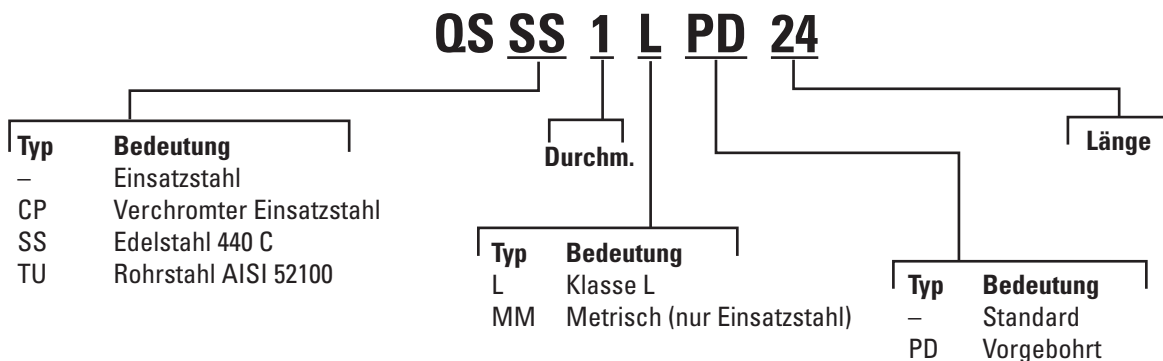 QS SS 1 L PD 24
Typ Bedeutung
– Einsatzstahl
CP Verchromter Einsatzstahl
SS Edelstahl 440 C
TU Rohrstahl AISI 52100
Durchm.
Typ Bedeutung
L Klasse L
MM Metrisch (nur Einsatzstahl)
Typ Bedeutung
– Standard
PD Vorgebohrt
Länge